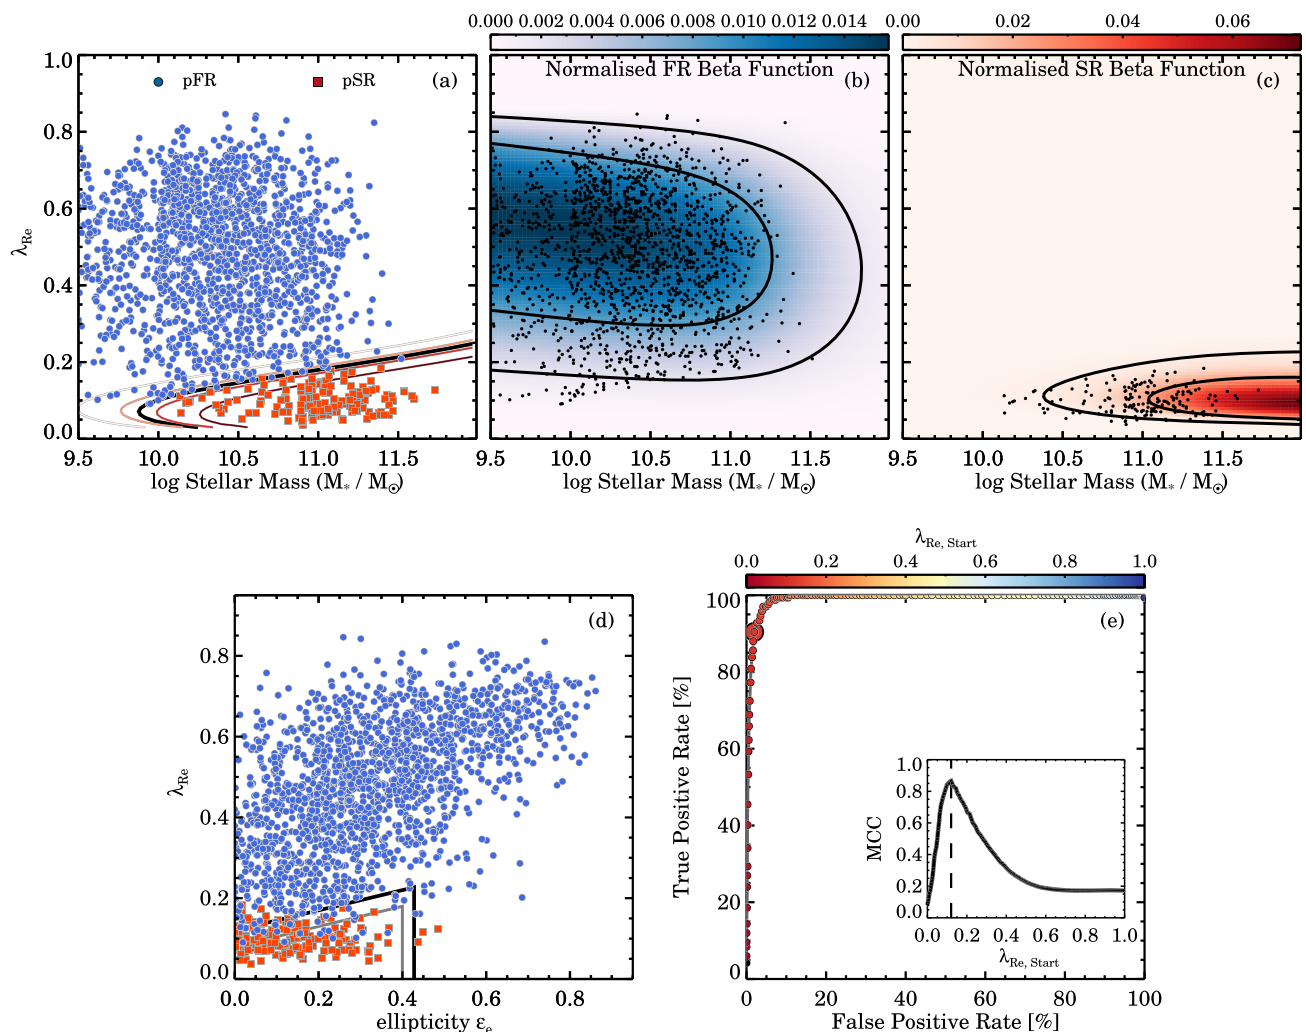 0.000 0.002 0.004 0.006 0.008 0.010 0.012 0.014
0.00 0.02 0.04 0.06
pFR pSR (a)
Normalised FR Beta Function (b)
Normalised SR Beta Function (c)
1.0
0.8
0.6
0.4
0.2
0.0
λRe
9.5 10.0 10.5 11.0 11.5
log Stellar Mass (M* / M⊙)
9.5 10.0 10.5 11.0 11.5
log Stellar Mass (M* / M⊙)
9.5 10.0 10.5 11.0 11.5
log Stellar Mass (M* / M⊙)
(d)
0.8
0.6
0.4
0.2
0.0
λRe
0.0 0.2 0.4 0.6 0.8
ellipticity εe
λRe, Start
0.0 0.2 0.4 0.6 0.8 1.0
(e)
100
80
60
40
20
0
True Positive Rate [%]
0 20 40 60 80 100
False Positive Rate [%]
1.0
0.8
0.6
0.4
0.2
0.0
MCC
0.0 0.2 0.4 0.6 0.8 1.0
λRe, Start